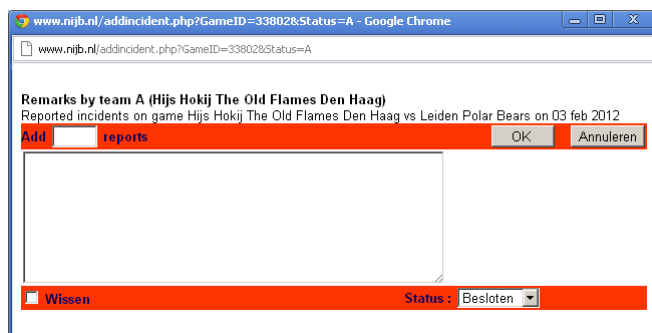 www.nijb.nl/addincident.php?GameID=33802&Status=A - Google Chrome
www.nijb.nl/addincident.php?GameID=33802&Status=A
Remarks by team A (Hijs Hokij The Old Flames Den Haag)
Reported incidents on game Hijs Hokij The Old Flames Den Haag vs Leiden Polar Bears on 03 feb 2012
Add reports OK Annuleren
Wissen Status : Besloten